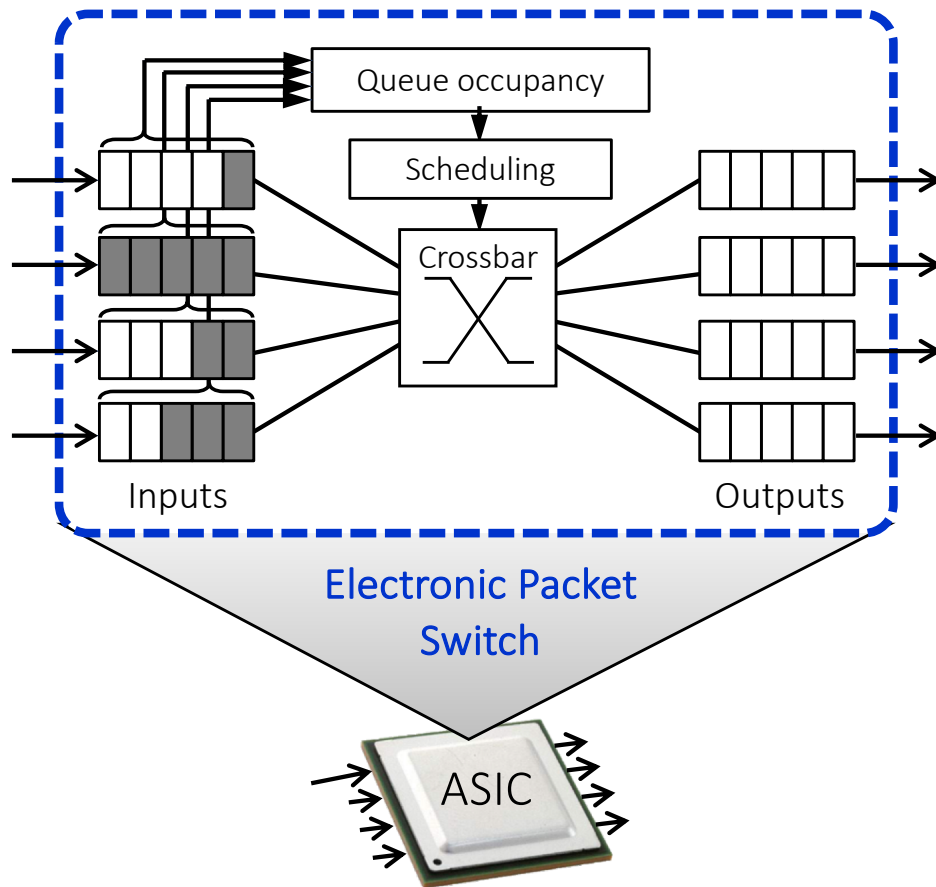 Queue occupancy
Scheduling
Crossbar
Inputs
Outputs
Electronic Packet
Switch
ASIC